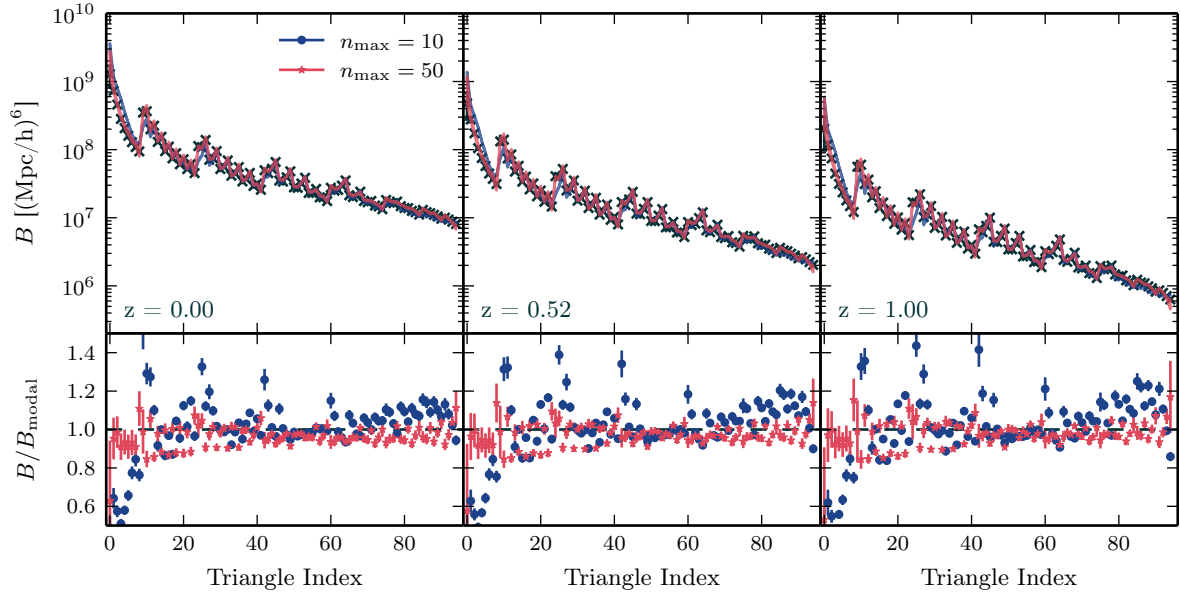 B [(Mpc/h)^6]
10^10
10^9
10^8
10^7
10^6
n_max = 10
n_max = 50
z = 0.00
z = 0.52
z = 1.00
B/B_modal
1.4
1.2
1.0
0.8
0.6
0 20 40 60 80
0 20 40 60 80
0 20 40 60 80
Triangle Index
Triangle Index
Triangle Index